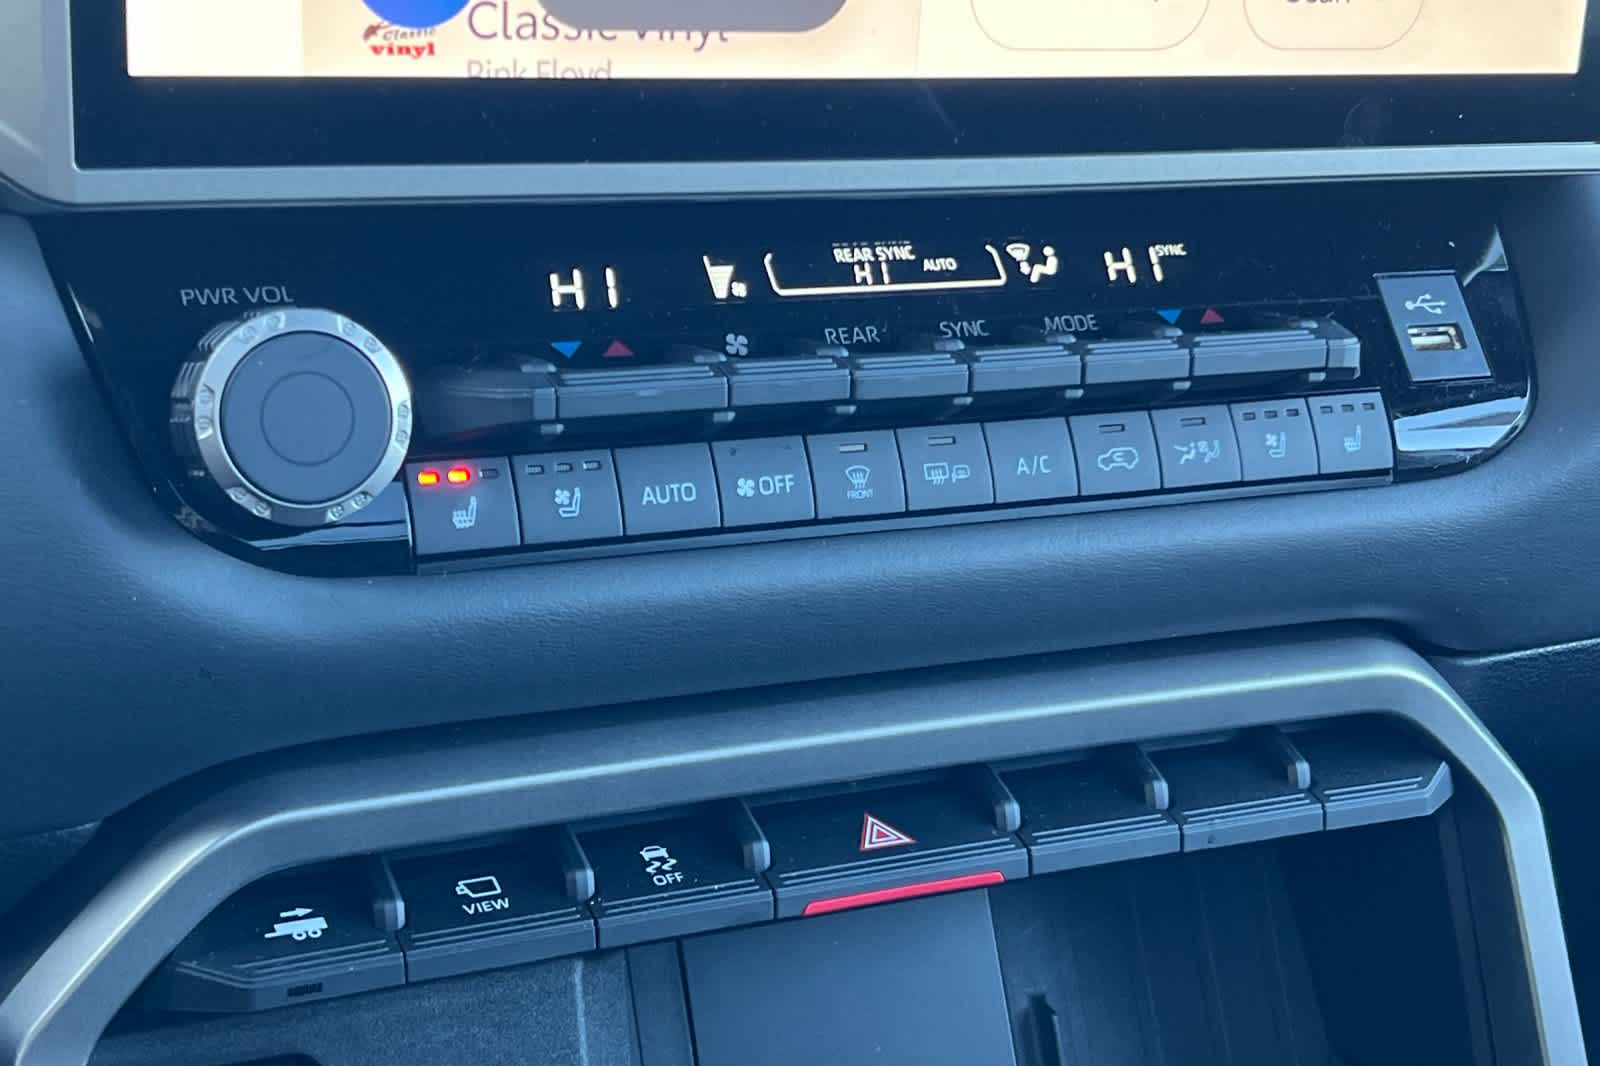 Classic
vinyl
Classic Vinyl
Pink Floyd
PWR VOL
HI
REAR SYNC
HI AUTO
HI SYNC
REAR SYNC MODE
AUTO
OFF
FRONT
A/C
VIEW
OFF